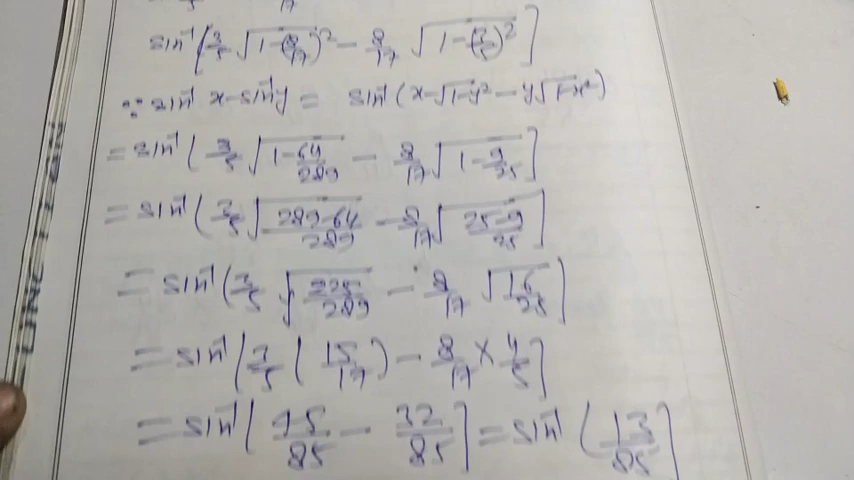 sin⁻¹[3/5 √(1-(8/17)²) - 8/17 √(1-(3/5)²)]
∵ sin⁻¹ x - sin⁻¹y = sin⁻¹(x√1-y² - y√1-x²)
= sin⁻¹[3/5 √(1-64/289) - 8/17 √(1-9/25)]
= sin⁻¹[3/5 √(289-64/289) - 8/17 √(25-9/25)]
= sin⁻¹[3/5 √(225/289) - 8/17 √(16/25)]
= sin⁻¹[3/5 (15/17) - 8/17 × 4/5]
= sin⁻¹[45/85 - 32/85] = sin⁻¹[13/85]